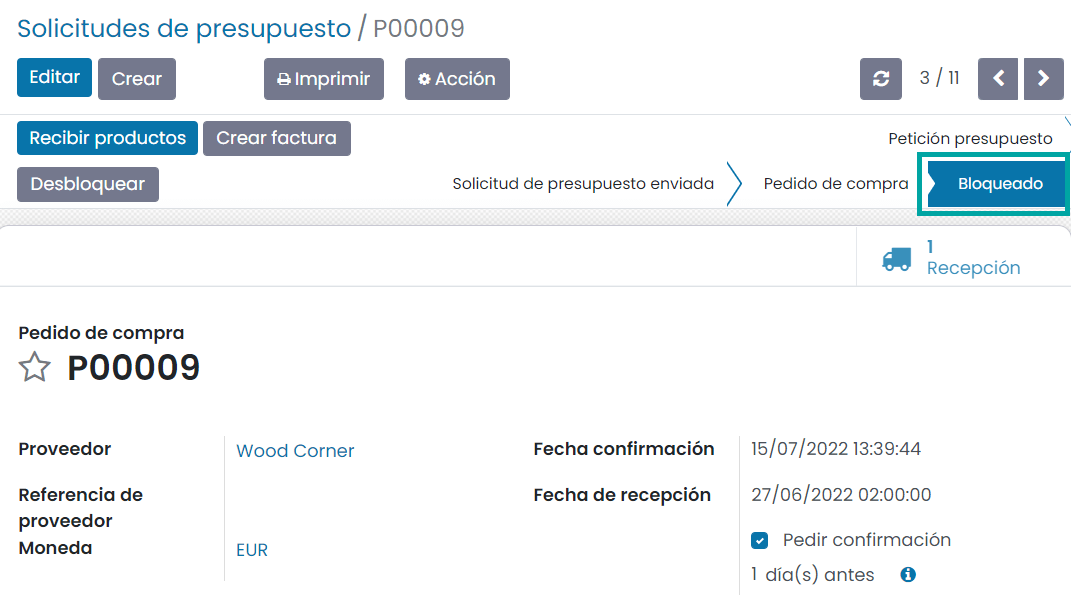 Solicitudes de presupuesto / P00009
Editar Crear Imprimir Acción 3 / 11
Recibir productos Crear factura Petición presupuesto
Desbloquear Solicitud de presupuesto enviada Pedido de compra Bloqueado
1
Recepción
Pedido de compra
P00009
Proveedor Wood Corner Fecha confirmación 15/07/2022 13:39:44
Referencia de Fecha de recepción 27/06/2022 02:00:00
proveedor
Pedir confirmación
Moneda EUR
1 día(s) antes